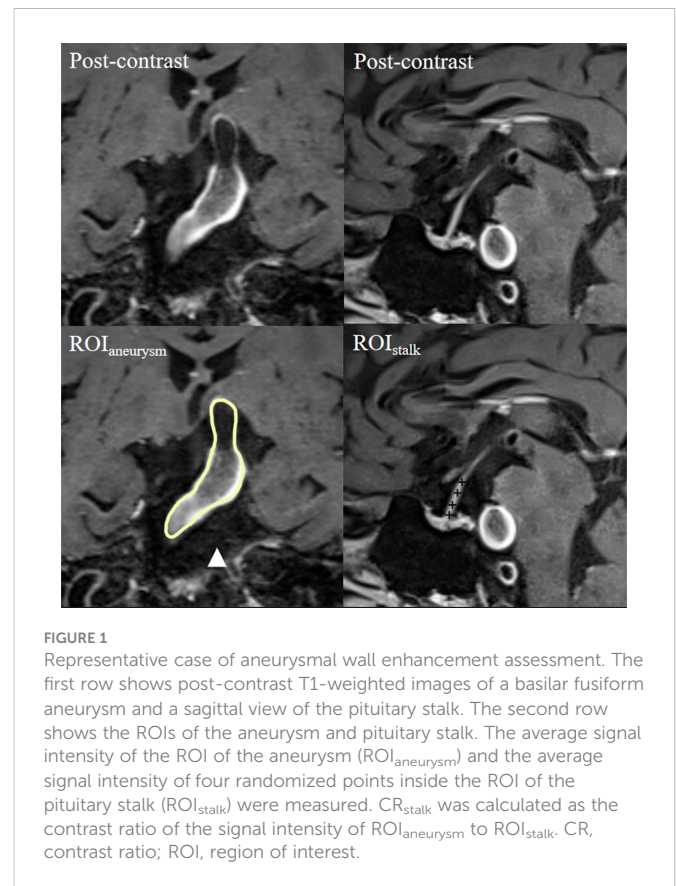 Post-contrast
Post-contrast
ROIaneurysm
ROIstalk
FIGURE 1
Representative case of aneurysmal wall enhancement assessment. The
first row shows post-contrast T1-weighted images of a basilar fusiform
aneurysm and a sagittal view of the pituitary stalk. The second row
shows the ROIs of the aneurysm and pituitary stalk. The average signal
intensity of the ROI of the aneurysm (ROIaneurysm) and the average
signal intensity of four randomized points inside the ROI of the
pituitary stalk (ROIstalk) were measured. CRstalk was calculated as the
contrast ratio of the signal intensity of ROIaneurysm to ROIstalk. CR,
contrast ratio; ROI, region of interest.